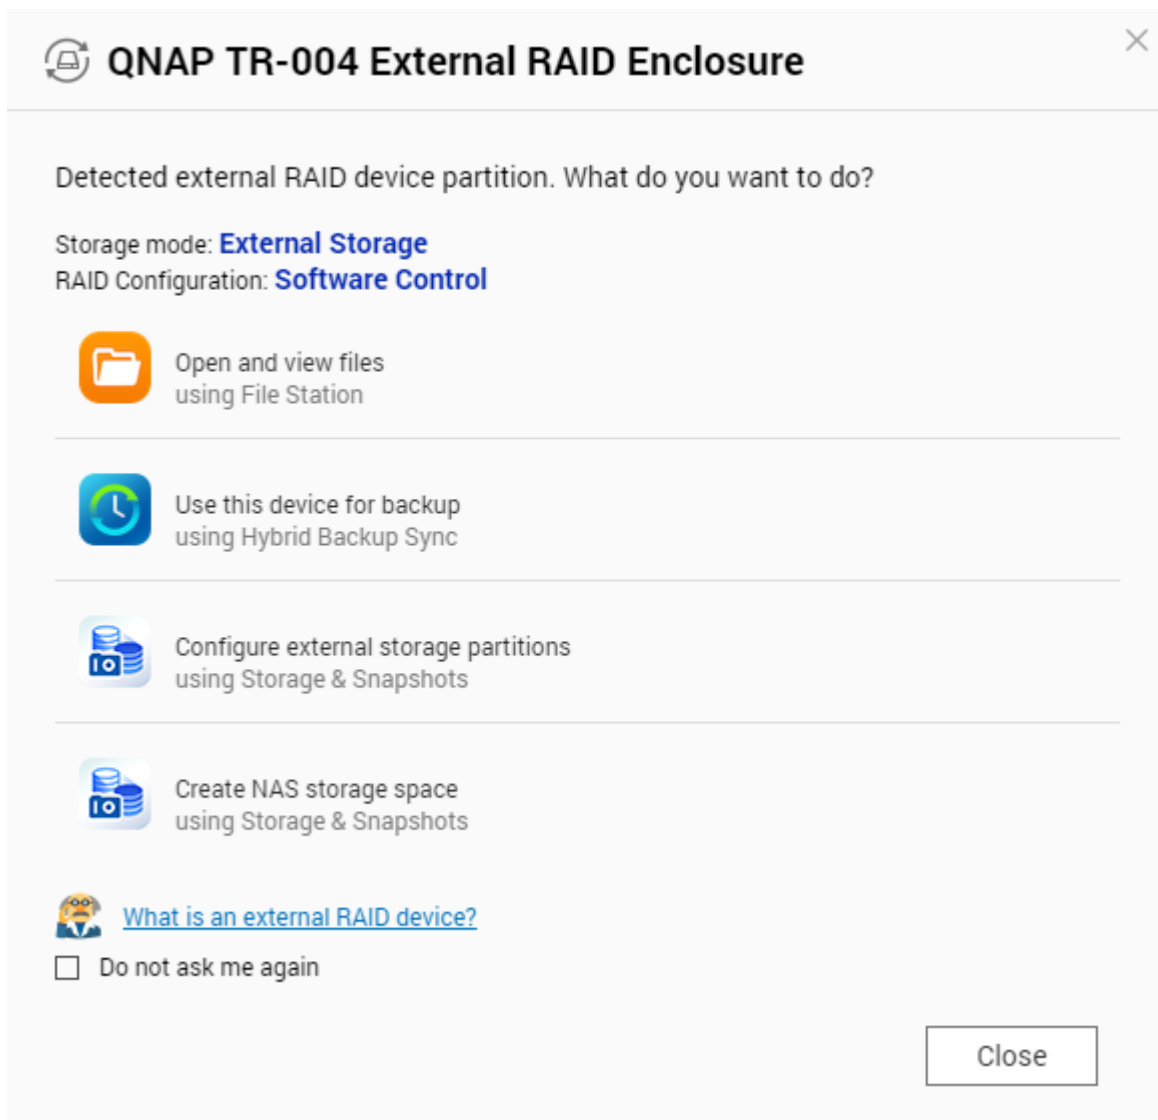 QNAP TR-004 External RAID Enclosure
Detected external RAID device partition. What do you want to do?
Storage mode: External Storage
RAID Configuration: Software Control
Open and view files
using File Station
Use this device for backup
using Hybrid Backup Sync
Configure external storage partitions
using Storage & Snapshots
Create NAS storage space
using Storage & Snapshots
What is an external RAID device?
Do not ask me again
Close